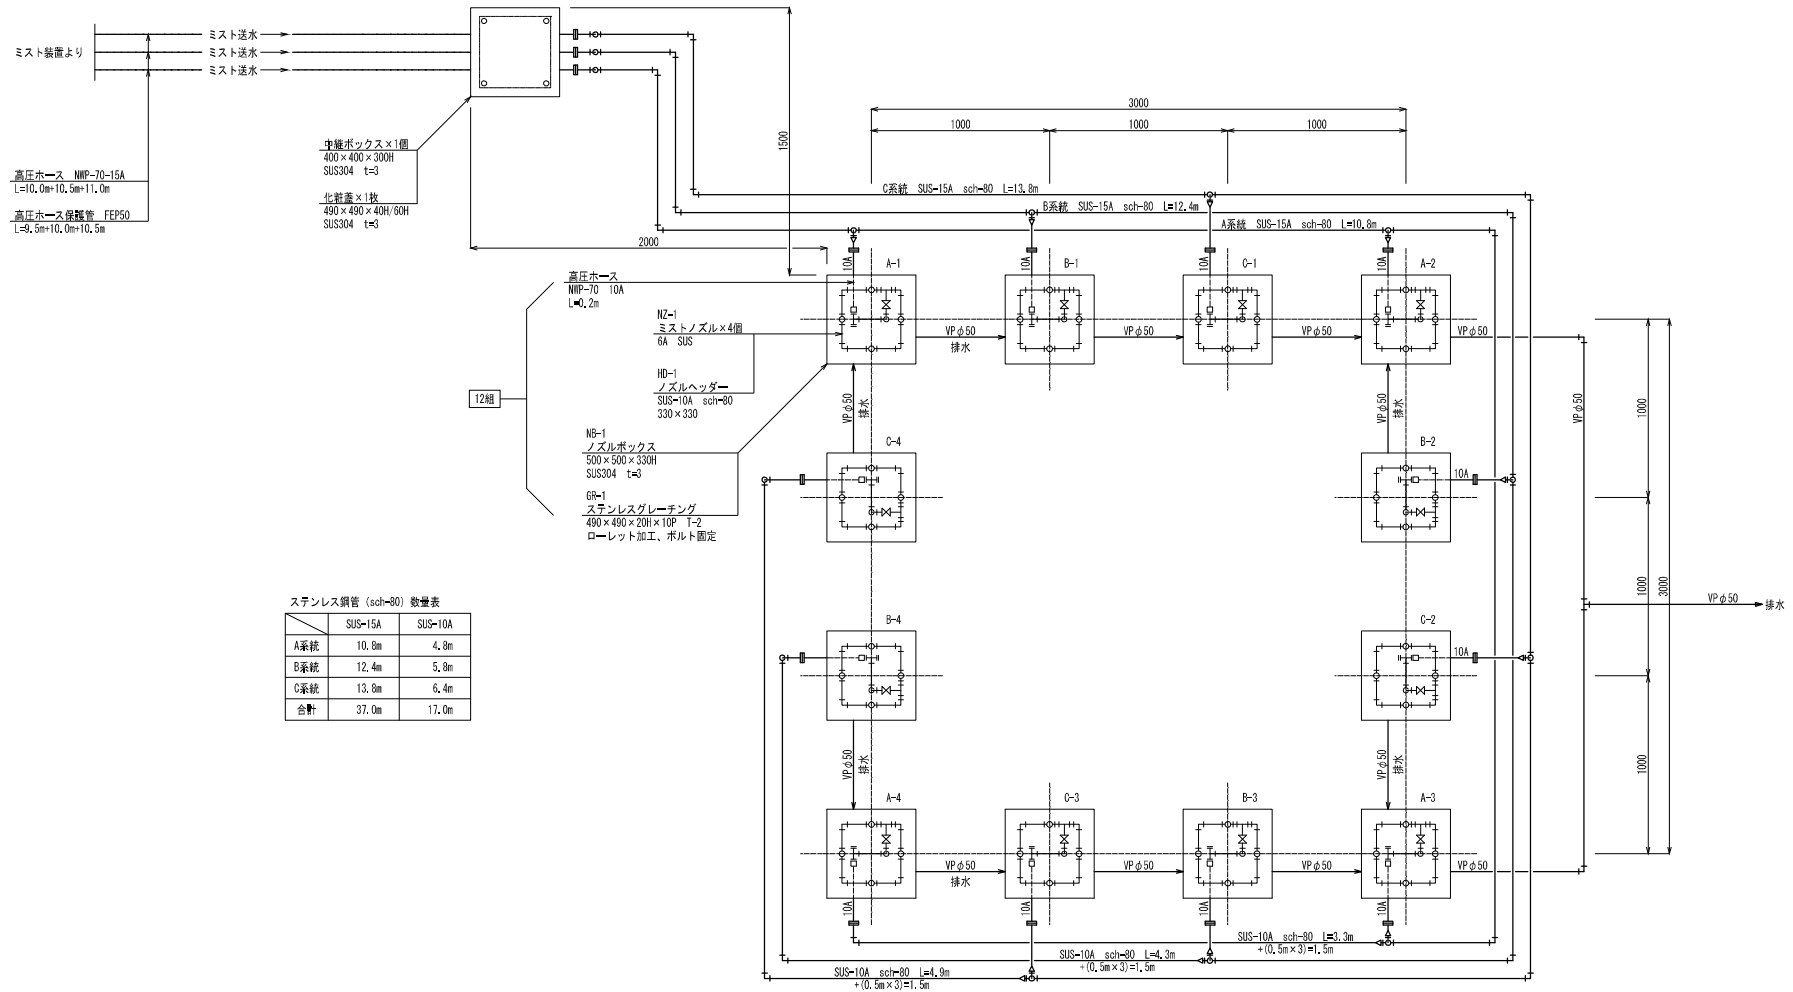 ミスト装置より
ミスト送水
ミスト送水
ミスト送水
高圧ホース NWP-70-15A
L=10.0m+10.5m+11.0m
高圧ホース保護管 FEP50
L=9.5m+10.0m+10.5m
中継ボックス×1個
400×400×300H
SUS304 t=3
化粧蓋×1枚
490×490×40H/60H
SUS304 t=3
1500
2000
3000
1000
1000
1000
C系統 SUS-15A sch-80 L=13.8m
B系統 SUS-15A sch-80 L=12.4m
A系統 SUS-15A sch-80 L=10.8m
高圧ホース
NWP-70 10A
L=0.2m
NZ-1
ミストノズル×4個
6A SUS
HD-1
ノズルヘッダー
SUS-10A sch-80
330×330
12組
NB-1
ノズルボックス
500×500×330H
SUS304 t=3
GR-1
ステンレスグレーチング
490×490×20H×10P T-2
ローレット加工、ボルト固定
10A
A-1
10A
B-1
10A
C-1
10A
A-2
VPφ50
排水
VPφ50
VPφ50
VPφ50
VPφ50
排水
VPφ50
排水
VPφ50
1000
C-4
B-2
10A
1000
3000
VPφ50
排水
B-4
C-2
10A
VPφ50
排水
VPφ50
排水
1000
A-4
C-3
B-3
A-3
VPφ50
排水
VPφ50
VPφ50
VPφ50
10A
10A
10A
10A
SUS-10A sch-80 L=3.3m
+(0.5m×3)=1.5m
SUS-10A sch-80 L=4.3m
+(0.5m×3)=1.5m
SUS-10A sch-80 L=4.9m
+(0.5m×3)=1.5m
ステンレス鋼管(sch-80)数量表
SUS-15A SUS-10A
A系統 10.8m 4.8m
B系統 12.4m 5.8m
C系統 13.8m 6.4m
合計 37.0m 17.0m